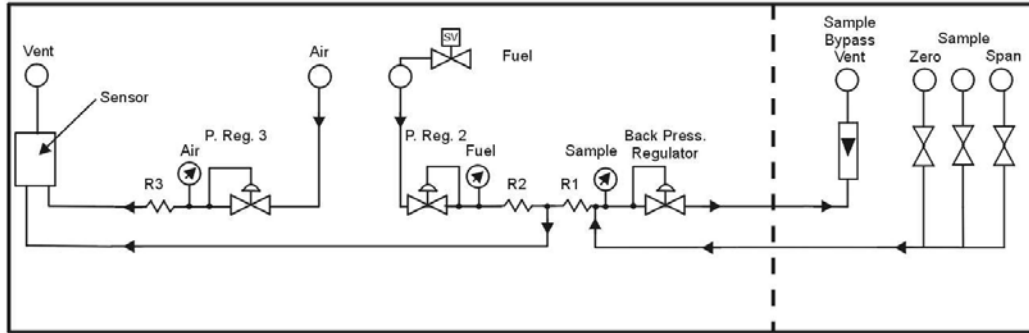 Vent
Sensor
Air
SV
Fuel
P. Reg. 3
Air
R3
P. Reg. 2
Fuel
R2
R1
Sample
Back Press.
Regulator
Sample
Bypass
Vent
Sample
Zero
Span